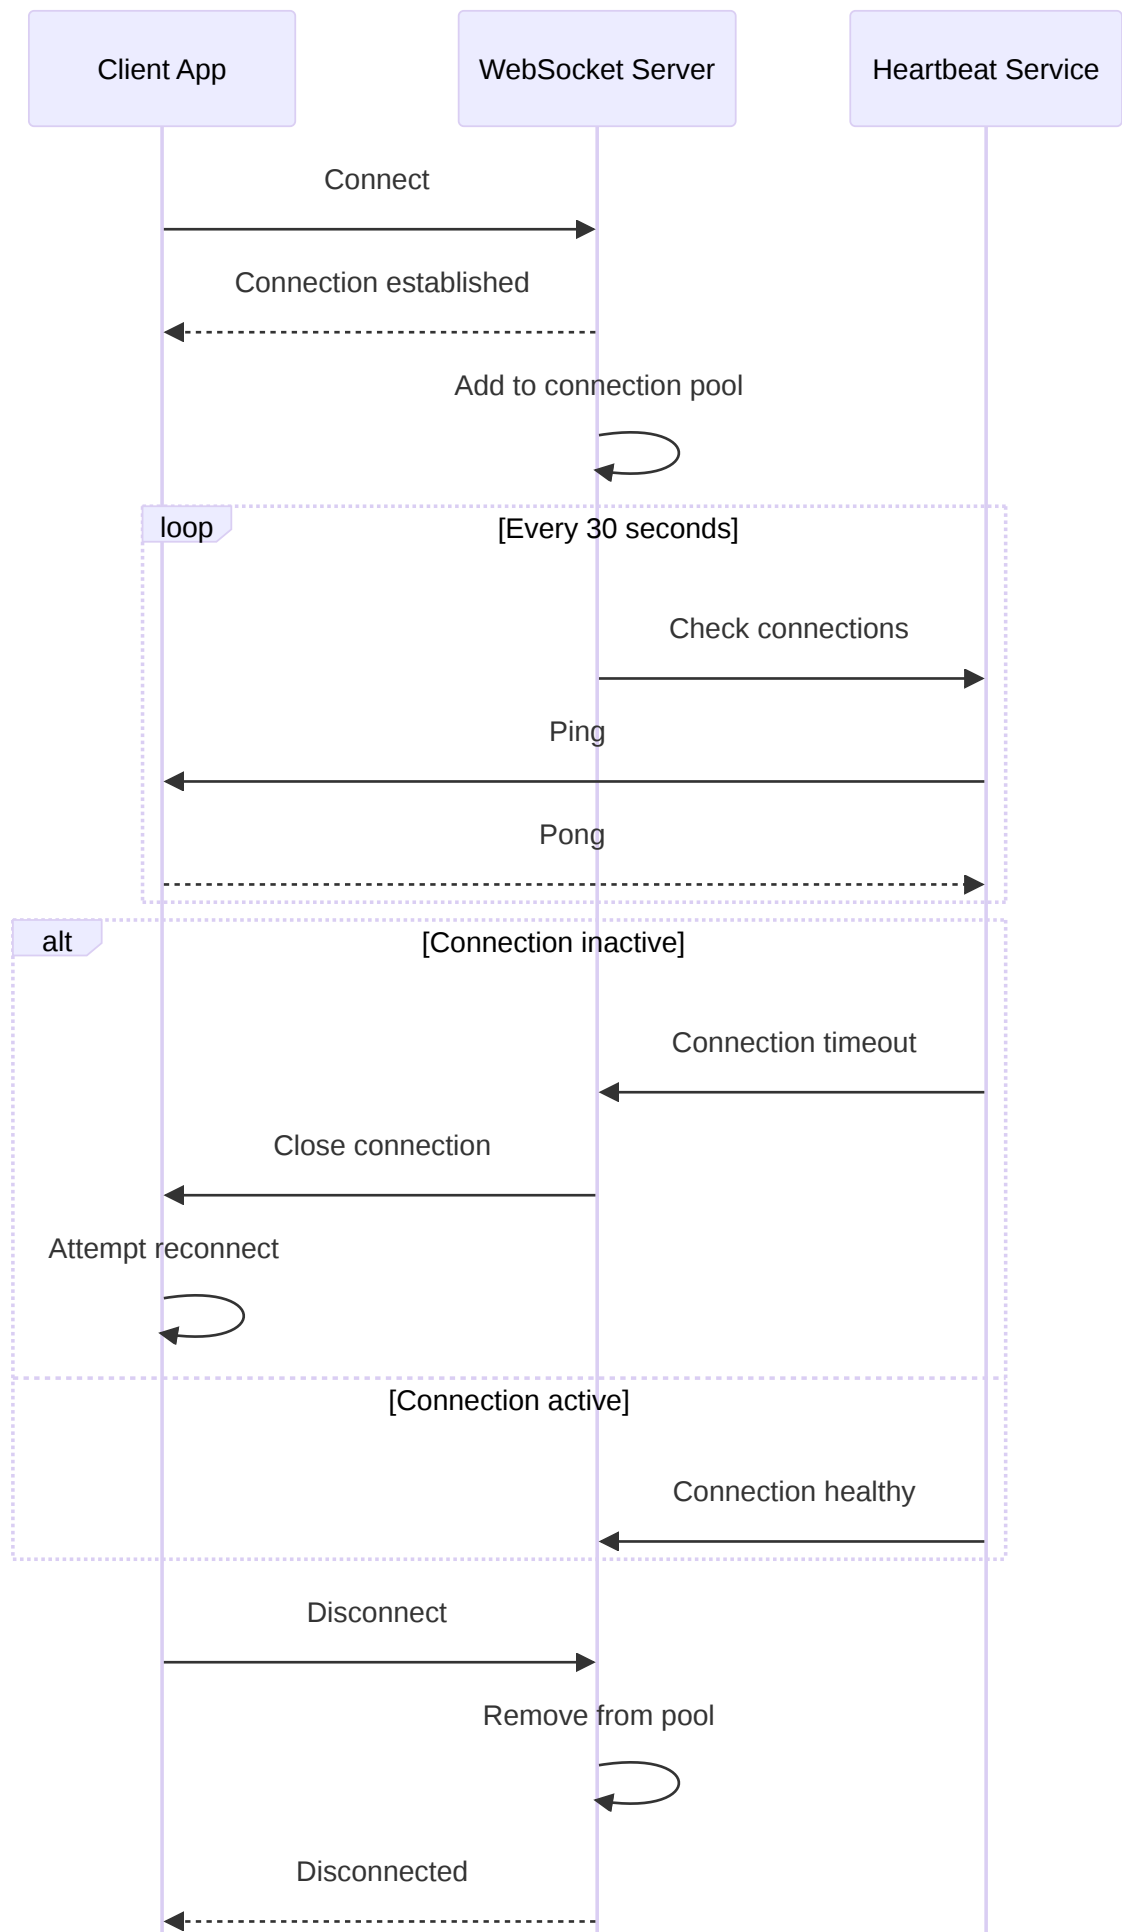 Client App
WebSocket Server
Heartbeat Service
Connect
Connection established
Add to connection pool
loop
[Every 30 seconds]
Check connections
Ping
Pong
alt
[Connection inactive]
Connection timeout
Close connection
Attempt reconnect
[Connection active]
Connection healthy
Disconnect
Remove from pool
Disconnected